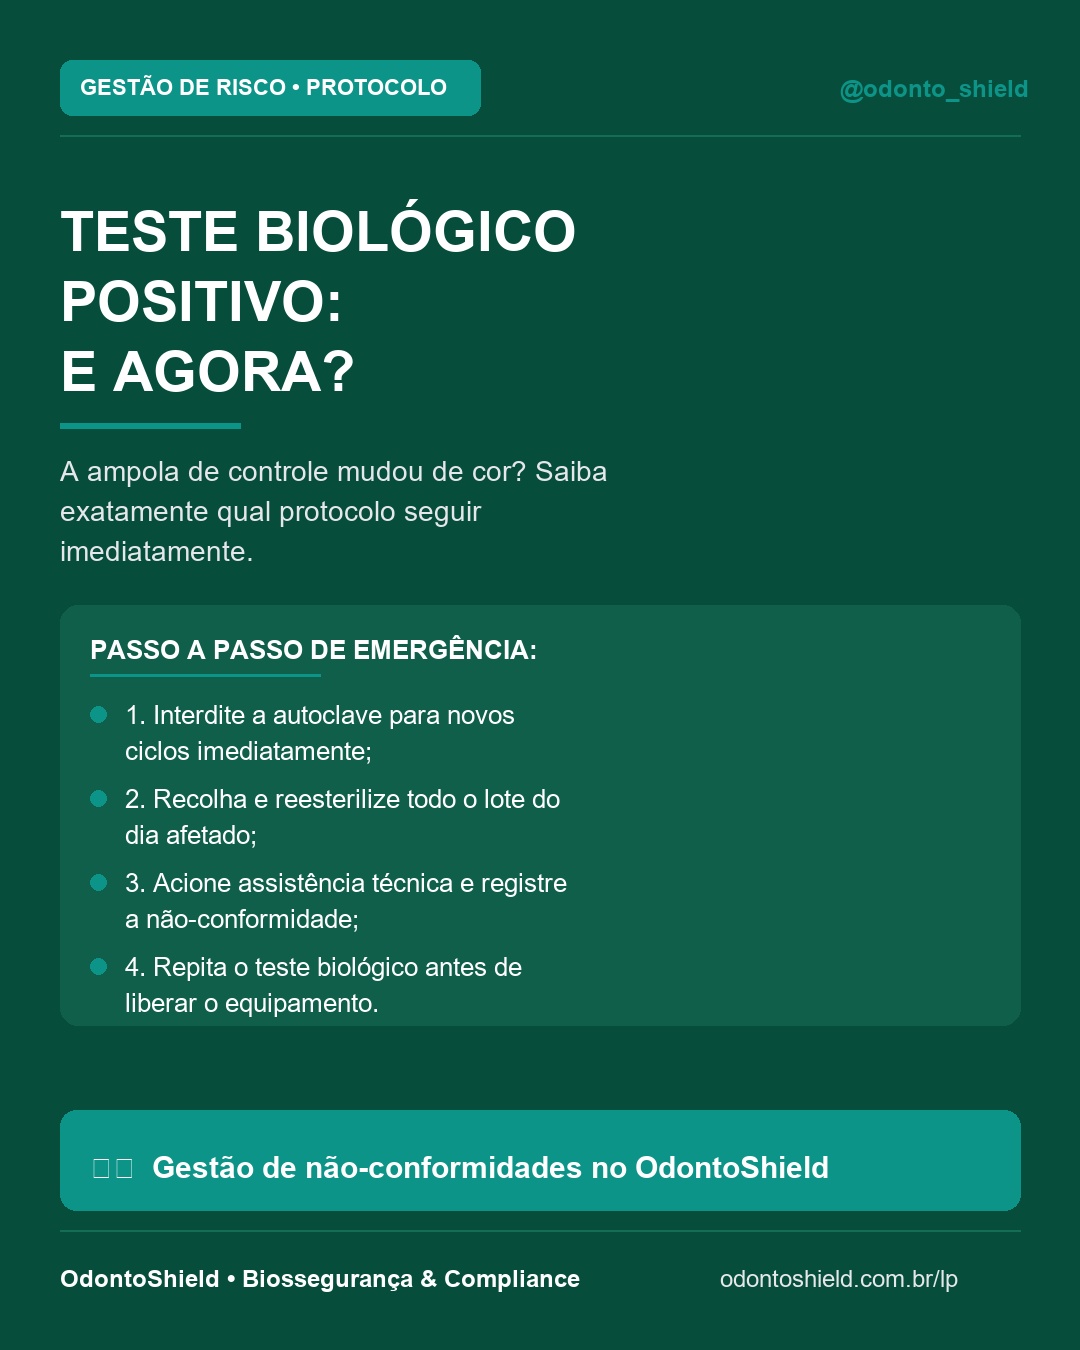 GESTÃO DE RISCO • PROTOCOLO
@odonto_shield
TESTE BIOLÓGICO
POSITIVO:
E AGORA?
A ampola de controle mudou de cor? Saiba
exatamente qual protocolo seguir
imediatamente.
PASSO A PASSO DE EMERGÊNCIA:
1. Interdite a autoclave para novos
ciclos imediatamente;
2. Recolha e reesterilize todo o lote do
dia afetado;
3. Acione assistência técnica e registre
a não-conformidade;
4. Repita o teste biológico antes de
liberar o equipamento.
Gestão de não-conformidades no OdontoShield
OdontoShield • Biossegurança & Compliance
odontoshield.com.br/lp